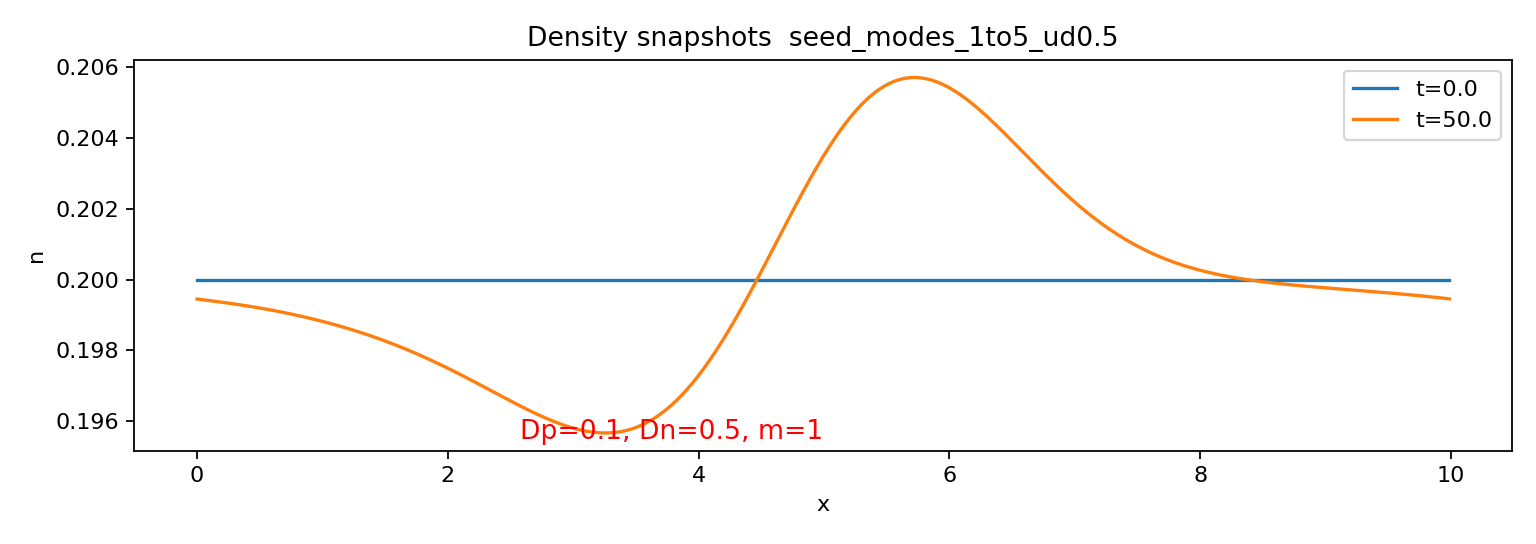 Density snapshots  seed_modes_1to5_ud0.5
0.206
0.204
0.202
0.200
0.198
0.196
n
t=0.0
t=50.0
Dp=0.1, Dn=0.5, m=1
0 2 4 6 8 10
x